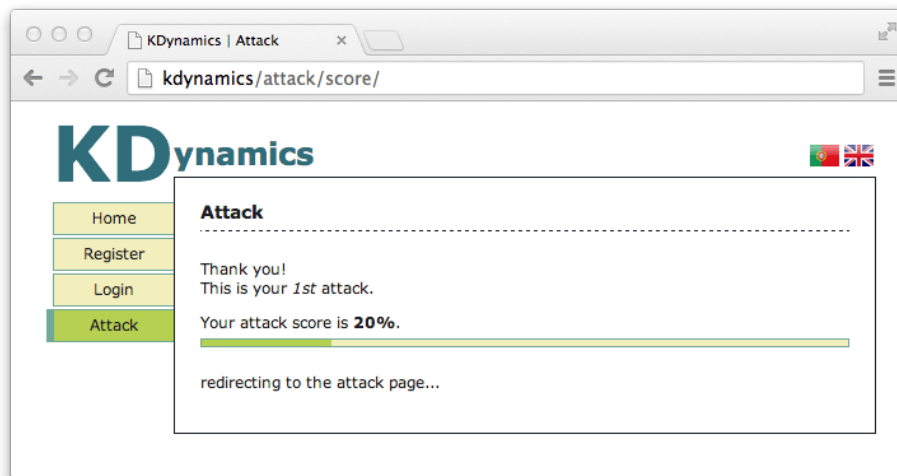 KDynamics | Attack
kdynamics/attack/score/
KDynamics
Home
Register
Login
Attack
Attack
Thank you!
This is your 1st attack.
Your attack score is 20%.
redirecting to the attack page...